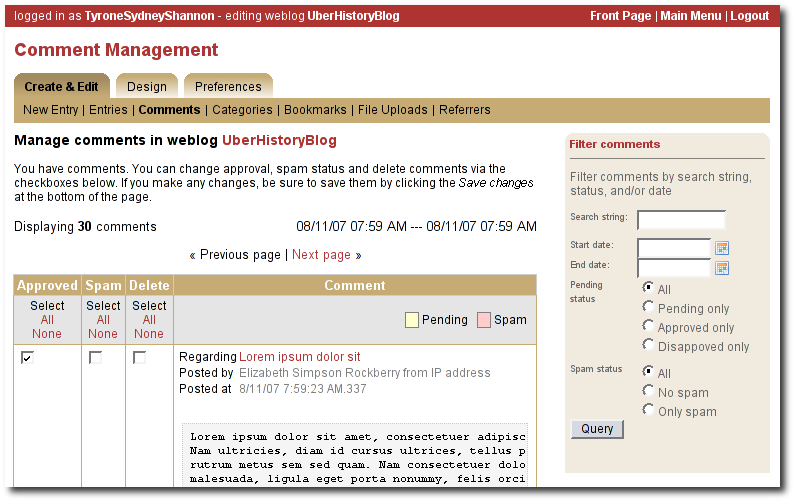 logged in as TyroneSydneyShannon - editing weblog UberHistoryBlog
Front Page | Main Menu | Logout
Comment Management
Create & Edit Design Preferences
New Entry | Entries | Comments | Categories | Bookmarks | File Uploads | Referrers
Manage comments in weblog UberHistoryBlog
You have comments. You can change approval, spam status and delete comments via the
checkboxes below. If you make any changes, be sure to save them by clicking the Save changes
at the bottom of the page.
Displaying 30 comments
08/11/07 07:59 AM --- 08/11/07 07:59 AM
« Previous page | Next page »
Approved Spam Delete Comment
Select Select Select
All All All
None None None
Pending Spam
Regarding Lorem ipsum dolor sit
Posted by Elizabeth Simpson Rockberry from IP address
Posted at 8/11/07 7:59:23 AM.337
Lorem ipsum dolor sit amet, consectetuer adipisc
Nam ultricies, diam id cursus ultrices, tellus p
rutrum metus sem sed quam. Nam consectetuer dolo
malesuada, ligula eget porta nonummy, felis orci
Filter comments
Filter comments by search string,
status, and/or date
Search string:
Start date:
End date:
Pending
status
All
Pending only
Approved only
Disappoved only
Spam status
All
No spam
Only spam
Query